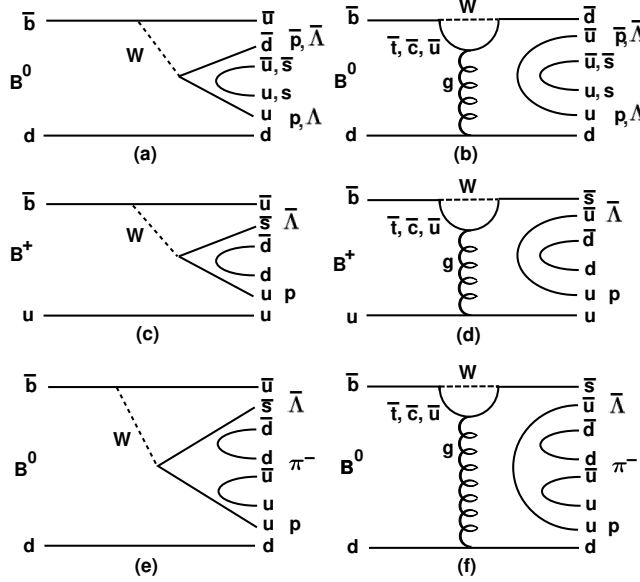 b̄
W
ū
d̄ p̄, Λ̄
ū, s̄
B⁰
u, s
u p, Λ̄
d
d
(a)
b̄
W
d̄
t̄, c̄, ū
ū p̄, Λ̄
ū, s̄
B⁰
g
u, s
u p, Λ̄
d
d
(b)
b̄
W
ū
s̄ Λ̄
d̄
B⁺
d
u p
u
u
(c)
b̄
W
s̄
t̄, c̄, ū
ū Λ̄
d̄
B⁺
g
d
u p
u
u
(d)
b̄
W
ū
s̄ Λ̄
d̄
B⁰
d
π⁻
ū
u
u p
d
d
(e)
b̄
W
s̄
t̄, c̄, ū
ū Λ̄
d̄
B⁰
g
d
π⁻
ū
u
u p
d
d
(f)